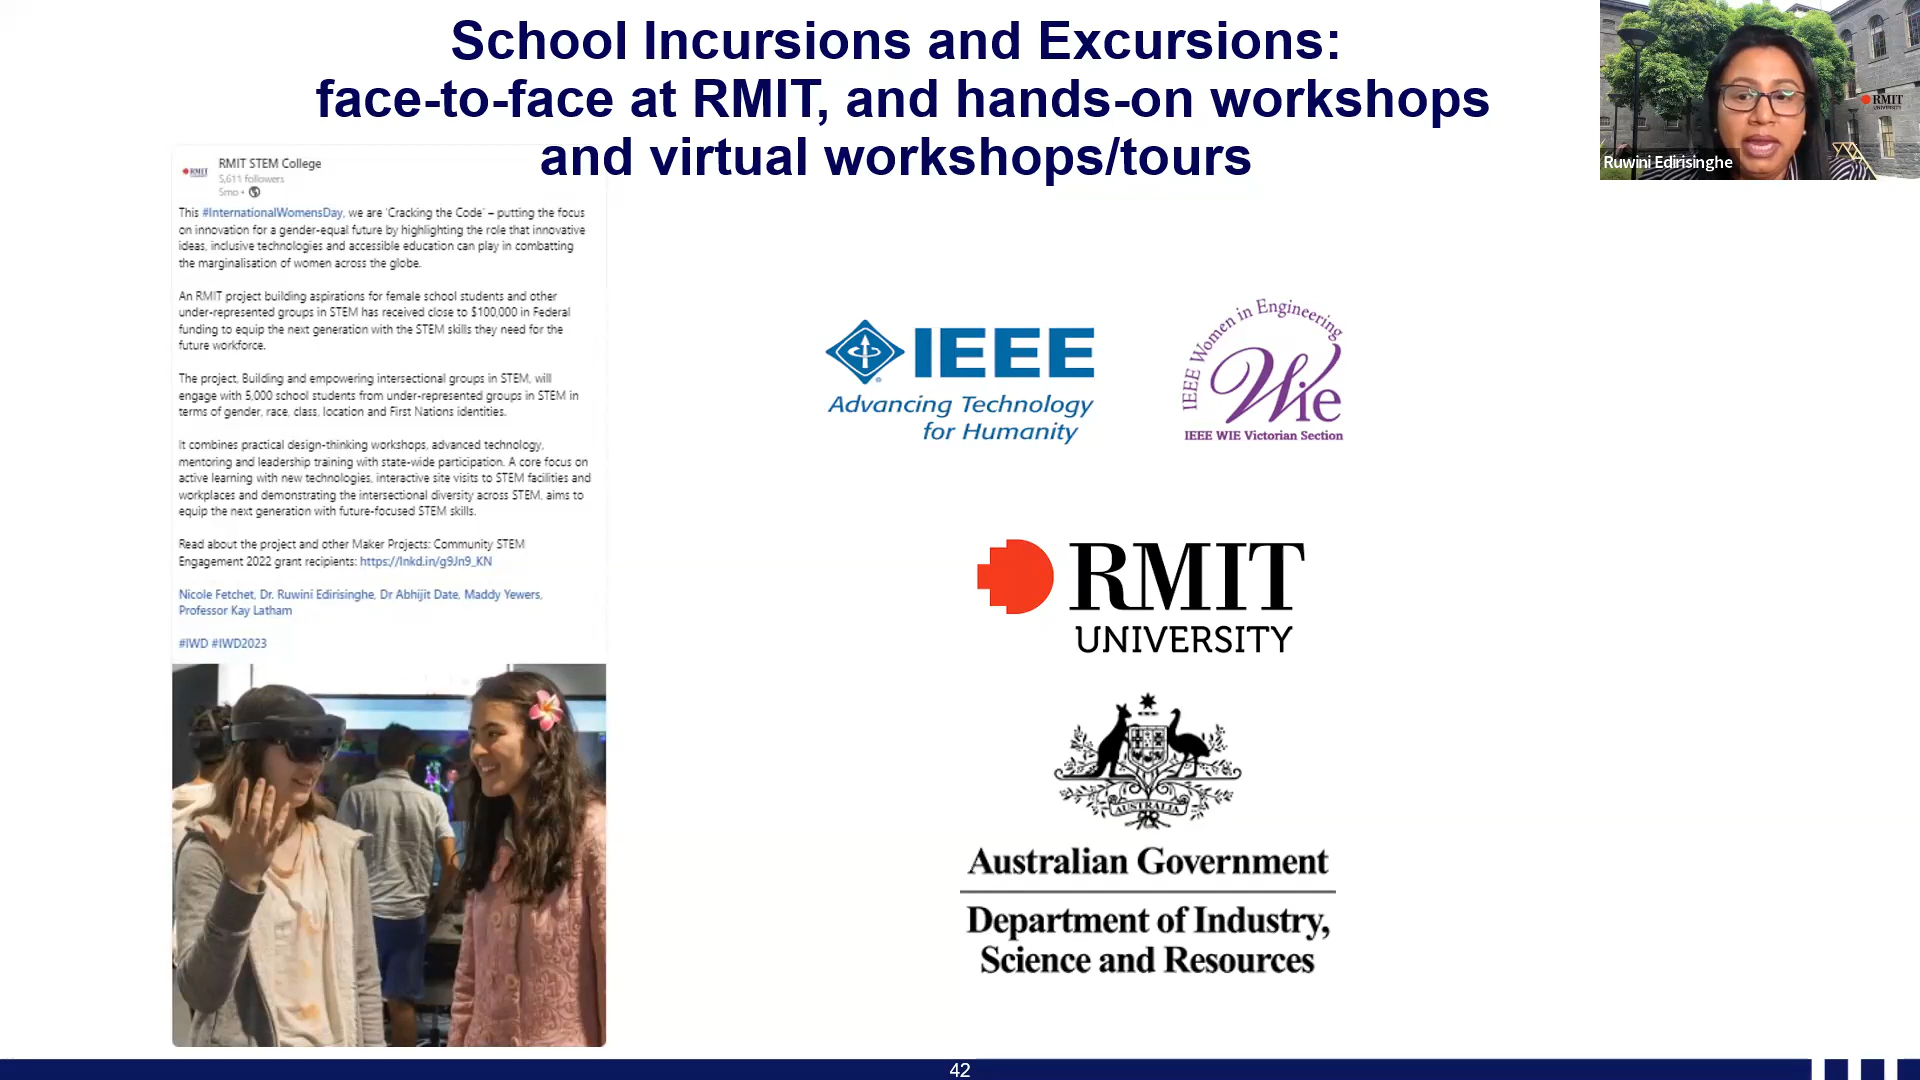 School Incursions and Excursions:
face-to-face at RMIT, and hands-on workshops
and virtual workshops/tours
RMIT
UNIVERSITY
Ruwini Edirisinghe
RMIT
RMIT STEM College
5,611 followers
5mo •
This #InternationalWomensDay, we are 'Cracking the Code' – putting the focus
on innovation for a gender-equal future by highlighting the role that innovative
ideas, inclusive technologies and accessible education can play in combatting
the marginalisation of women across the globe.
An RMIT project building aspirations for female school students and other
under-represented groups in STEM has received close to $100,000 in Federal
funding to equip the next generation with the STEM skills they need for the
future workforce.
The project, Building and empowering intersectional groups in STEM, will
engage with 5,000 school students from under-represented groups in STEM in
terms of gender, race, class, location and First Nations identities.
It combines practical design-thinking workshops, advanced technology,
mentoring and leadership training with state-wide participation. A core focus on
active learning with new technologies, interactive site visits to STEM facilities and
workplaces and demonstrating the intersectional diversity across STEM, aims to
equip the next generation with future-focused STEM skills.
Read about the project and other Maker Projects: Community STEM
Engagement 2022 grant recipients: https://lnkd.in/g9Jn9_KN
Nicole Fetchet, Dr. Ruwini Edirisinghe, Dr Abhijit Date, Maddy Yewers,
Professor Kay Latham
#IWD #IWD2023
IEEE
Advancing Technology
for Humanity
IEEE Women in Engineering
Wie
IEEE WIE Victorian Section
RMIT
UNIVERSITY
AUSTRALIA
Australian Government
Department of Industry,
Science and Resources
42